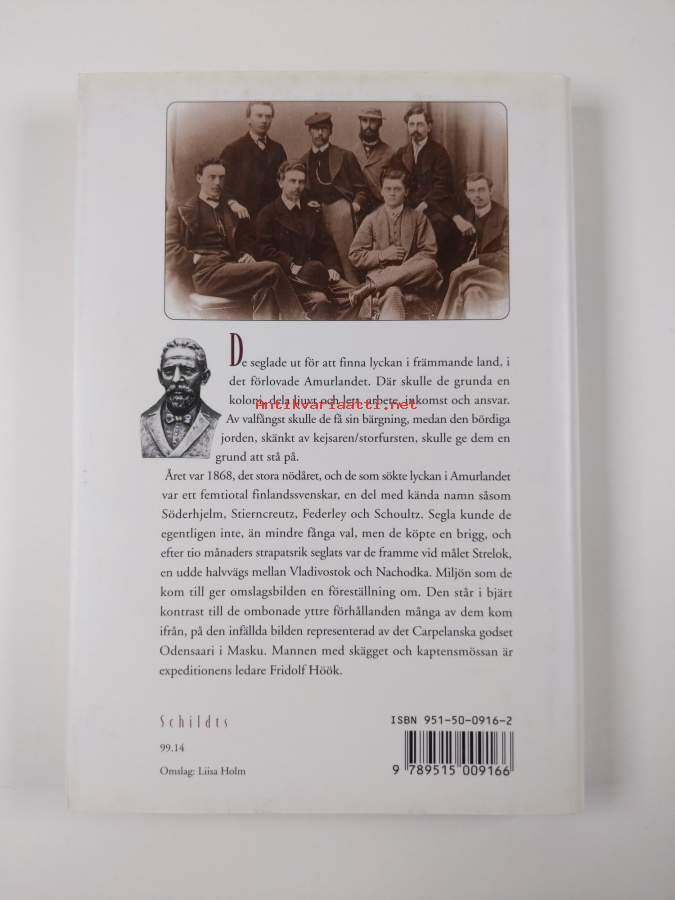 De seglade ut för att finna lyckan i främmande land, i
det förlovade Amurlandet. Där skulle de grunda en
koloni, dela ljuvt och lett, arbete, inkomst och ansvar.
Antikvariaatti.net
Av valfångst skulle de få sin bärgning, medan den bördiga
jorden, skänkt av kejsaren/storfursten, skulle ge dem en
grund att stå på.
Året var 1868, det stora nödåret, och de som sökte lyckan i Amurlandet
var ett femtiotal finlandssvenskar, en del med kända namn såsom
Söderhjelm, Stierncreutz, Federley och Schoultz. Segla kunde de
egentligen inte, än mindre fånga val, men de köpte en brigg, och
efter tio månaders strapatsrik seglats var de framme vid målet Strelok,
en udde halvvägs mellan Vladivostok och Nachodka. Miljön som de
kom till ger omslagsbilden en föreställning om. Den står i bjärt
kontrast till de ombonade yttre förhållanden många av dem kom
ifrån, på den infällda bilden representerad av det Carpelanska godset
Odensaari i Masku. Mannen med skägget och kaptensmössan är
expeditionens ledare Fridolf Höök.
Schildts
99.14
Omslag: Liisa Holm
ISBN 951-50-0916-2
9 789515 009166